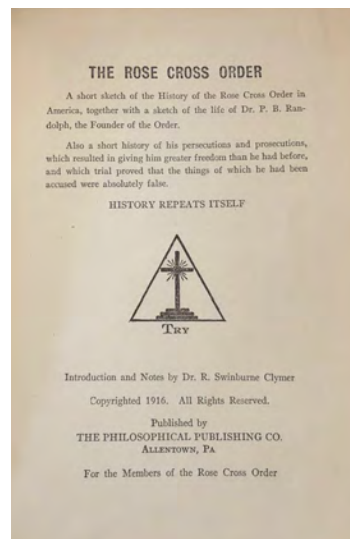 THE ROSE CROSS ORDER
A short sketch of the History of the Rose Cross Order in
America, together with a sketch of the life of Dr. P. B. Ran-
dolph, the Founder of the Order.
Also a short history of his persecutions and prosecutions,
which resulted in giving him greater freedom than he had before,
and which trial proved that the things of which he had been
accused were absolutely false.
HISTORY REPEATS ITSELF
TRY
Introduction and Notes by Dr. R. Swinburne Clymer
Copyrighted 1916. All Rights Reserved.
Published by
THE PHILOSOPHICAL PUBLISHING CO.
ALLENTOWN, PA
For the Members of the Rose Cross Order